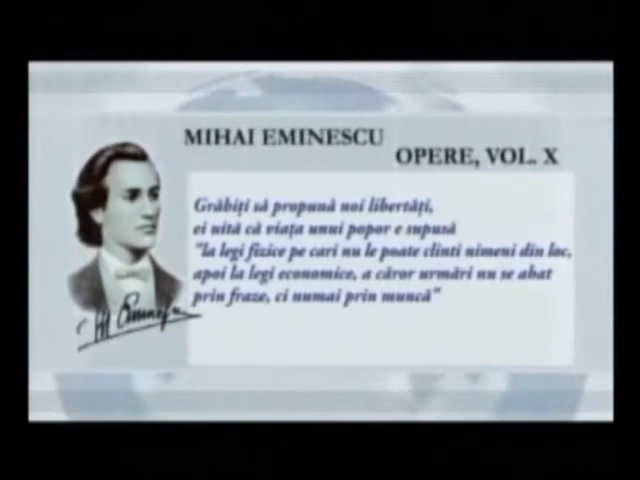 MIHAI EMINESCU
OPERE, VOL. X
Grăbiți să propună noi libertăți,
ei uită că viața unui popor e supusă
"la legi fizice pe cari nu le poate clinti nimeni din loc,
apoi la legi economice, a căror urmări nu se abat
prin fraze, ci numai prin muncă"
M Eminescu